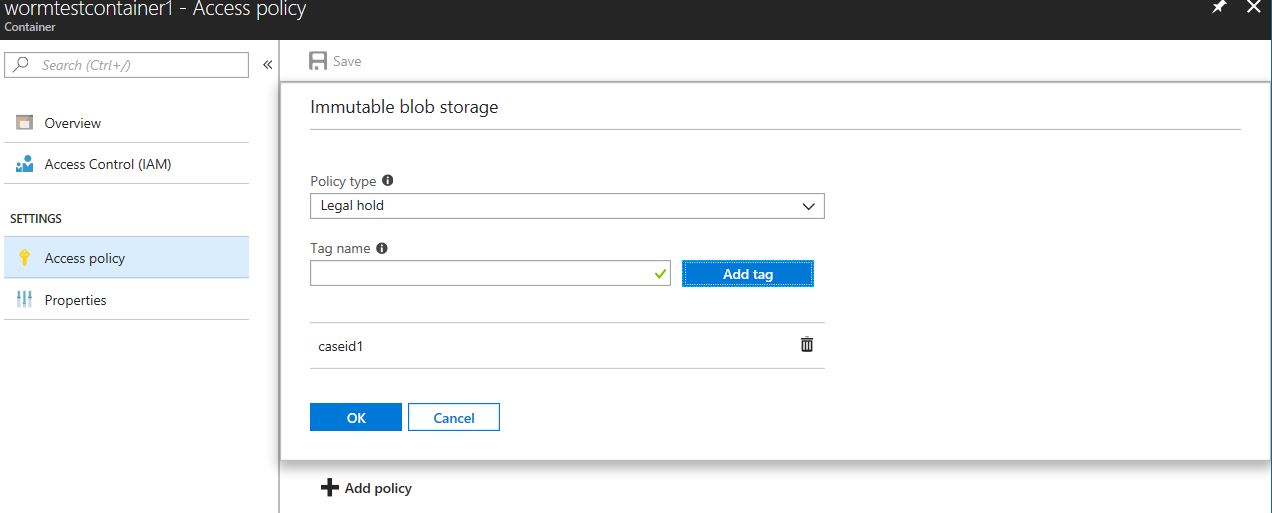 wormtestcontainer1 - Access policy
Container
Search (Ctrl+/)
Overview
Access Control (IAM)
SETTINGS
Access policy
Properties
Save
Immutable blob storage
Policy type
Legal hold
Tag name
Add tag
caseid1
OK Cancel
Add policy